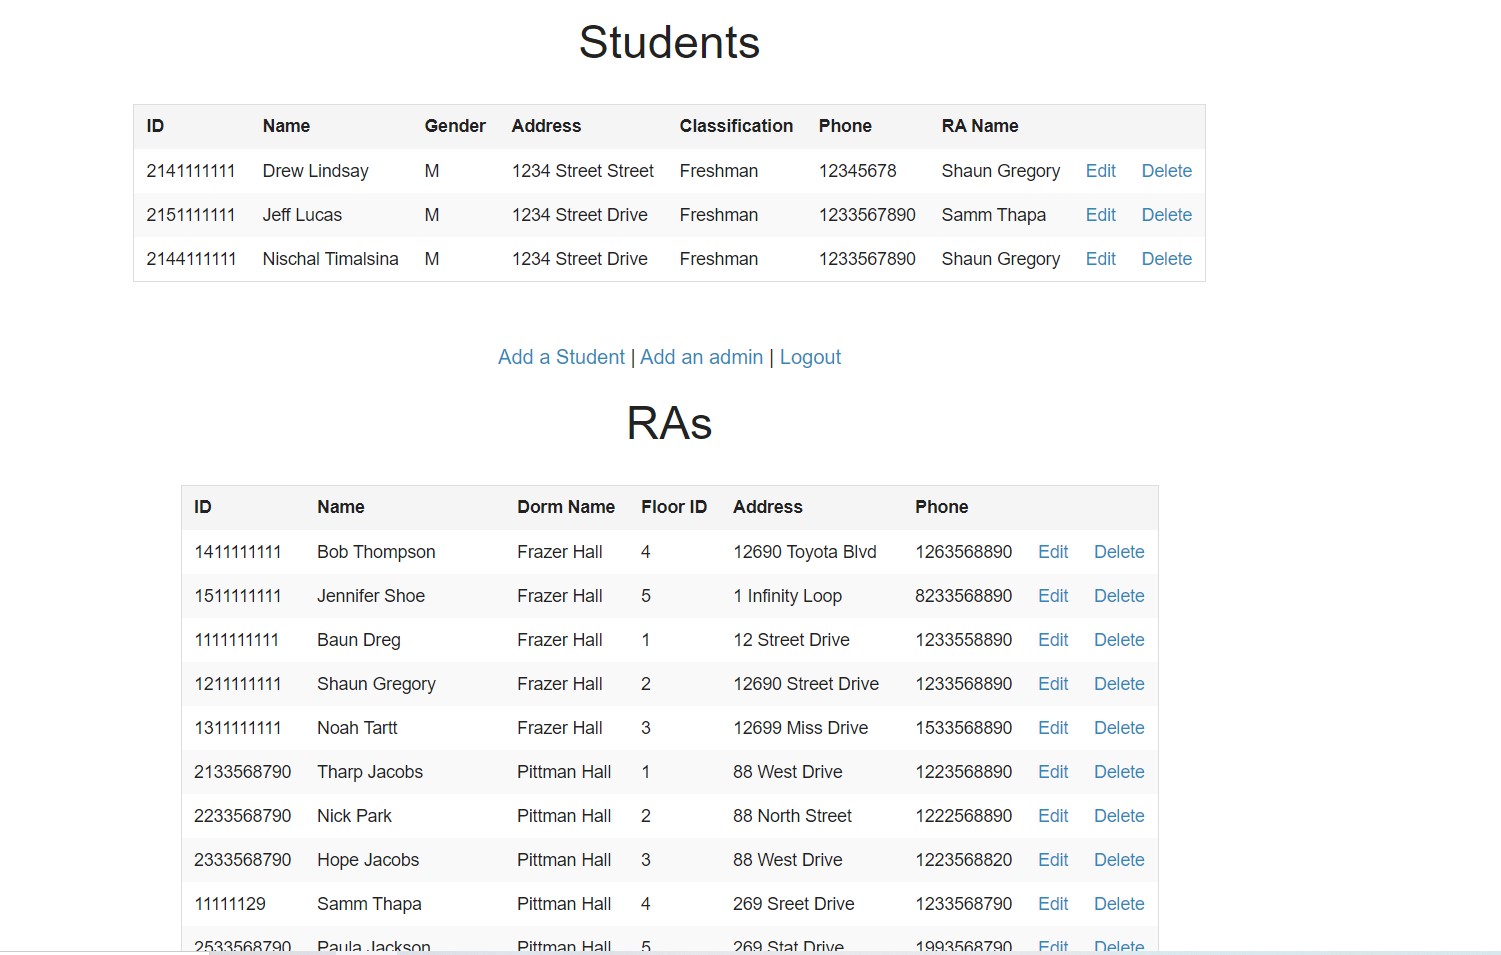 Students
ID Name Gender Address Classification Phone RA Name
2141111111 Drew Lindsay M 1234 Street Street Freshman 12345678 Shaun Gregory Edit Delete
2151111111 Jeff Lucas M 1234 Street Drive Freshman 1233567890 Samm Thapa Edit Delete
2144111111 Nischal Timalsina M 1234 Street Drive Freshman 1233567890 Shaun Gregory Edit Delete
Add a Student | Add an admin | Logout
RAs
ID Name Dorm Name Floor ID Address Phone
1411111111 Bob Thompson Frazer Hall 4 12690 Toyota Blvd 1263568890 Edit Delete
1511111111 Jennifer Shoe Frazer Hall 5 1 Infinity Loop 8233568890 Edit Delete
1111111111 Baun Dreg Frazer Hall 1 12 Street Drive 1233558890 Edit Delete
1211111111 Shaun Gregory Frazer Hall 2 12690 Street Drive 1233568890 Edit Delete
1311111111 Noah Tartt Frazer Hall 3 12699 Miss Drive 1533568890 Edit Delete
2133568790 Tharp Jacobs Pittman Hall 1 88 West Drive 1223568890 Edit Delete
2233568790 Nick Park Pittman Hall 2 88 North Street 1222568890 Edit Delete
2333568790 Hope Jacobs Pittman Hall 3 88 West Drive 1223568820 Edit Delete
11111129 Samm Thapa Pittman Hall 4 269 Sreet Drive 1233568790 Edit Delete
2533568790 Paula Jackson Pittman Hall 5 269 Stat Drive 1993568790 Edit Delete